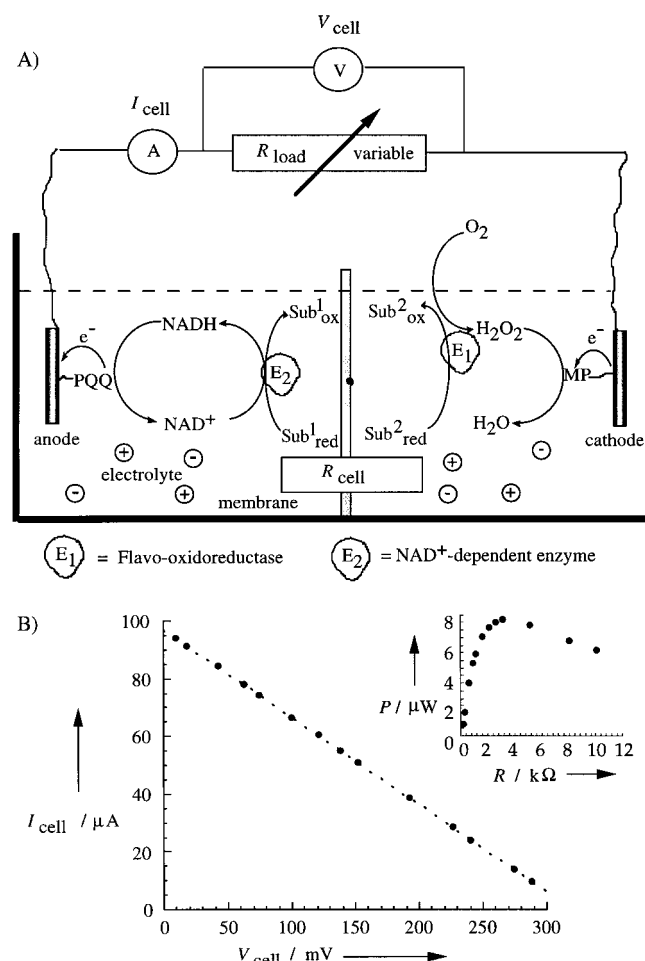 A)
V cell
V
I cell
A
R load variable
O₂
Sub¹ox
Sub²ox
NADH
H₂O₂
e⁻
e⁻
E₁
E₂
PQQ
MP
NAD⁺
H₂O
Sub¹red
Sub²red
anode
cathode
electrolyte
R cell
membrane
E₁ = Flavo-oxidoreductase
E₂ = NAD⁺-dependent enzyme
B)
100
80
60
40
20
0
I cell / μA
0 50 100 150 200 250 300
V cell / mV
8
6
4
2
0
P / μW
0 2 4 6 8 10 12
R / kΩ